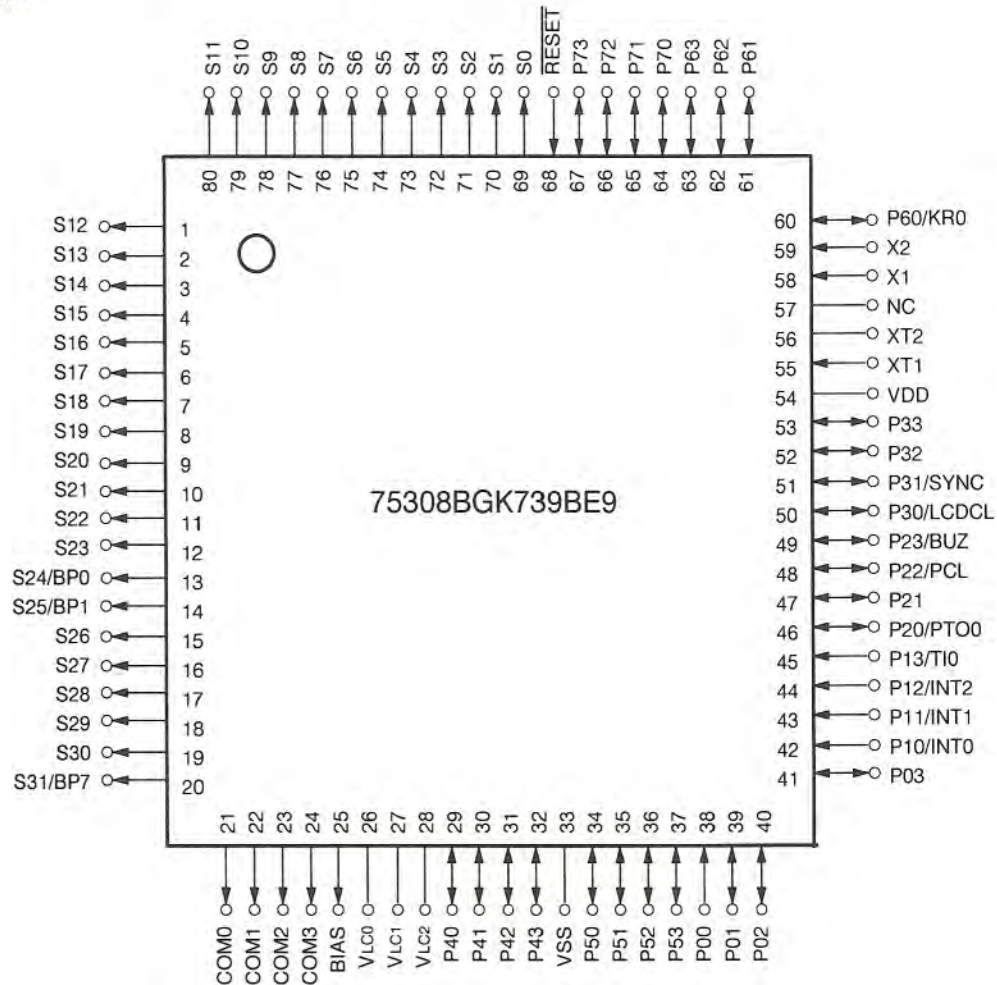 S11 S10 S9 S8 S7 S6 S5 S4 S3 S2 S1 S0 RESET P73 P72 P71 P70 P63 P62 P61
80 79 78 77 76 75 74 73 72 71 70 69 68 67 66 65 64 63 62 61
S12 1
S13 2
S14 3
S15 4
S16 5
S17 6
S18 7
S19 8
S20 9
S21 10
S22 11
S23 12
S24/BP0 13
S25/BP1 14
S26 15
S27 16
S28 17
S29 18
S30 19
S31/BP7 20
75308BGK739BE9
60 P60/KR0
59 X2
58 X1
57 NC
56 XT2
55 XT1
54 VDD
53 P33
52 P32
51 P31/SYNC
50 P30/LCDCL
49 P23/BUZ
48 P22/PCL
47 P21
46 P20/PTO0
45 P13/TI0
44 P12/INT2
43 P11/INT1
42 P10/INT0
41 P03
21 22 23 24 25 26 27 28 29 30 31 32 33 34 35 36 37 38 39 40
COM0 COM1 COM2 COM3 BIAS VLC0 VLC1 VLC2 P40 P41 P42 P43 VSS P50 P51 P52 P53 P00 P01 P02